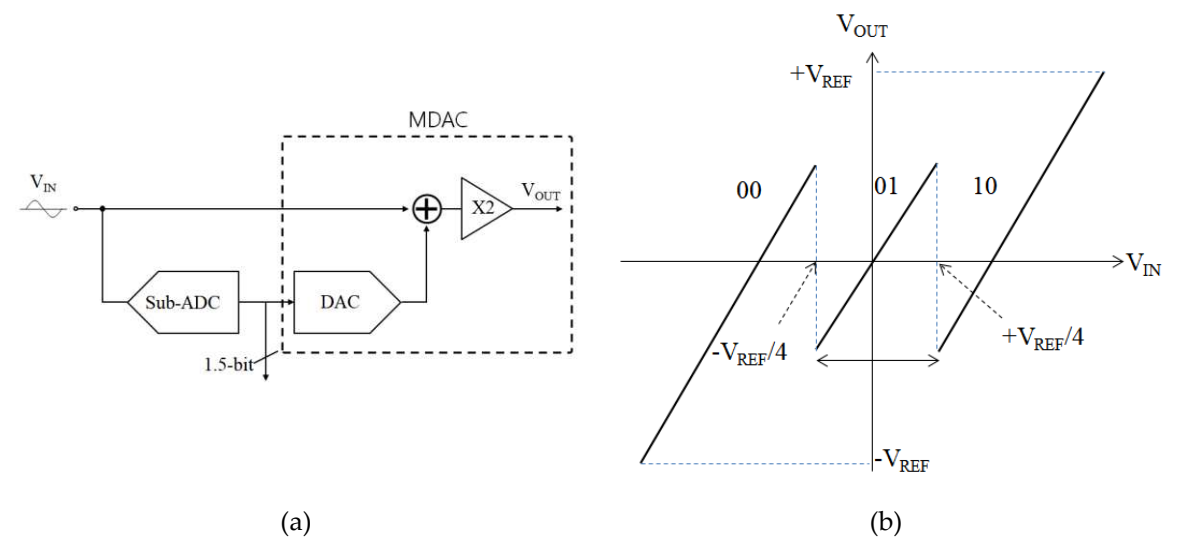 MDAC
V_IN
V_OUT
X2
Sub-ADC
DAC
1.5-bit
(a)
V_OUT
+V_REF
00
01
10
V_IN
-V_REF/4
+V_REF/4
-V_REF
(b)